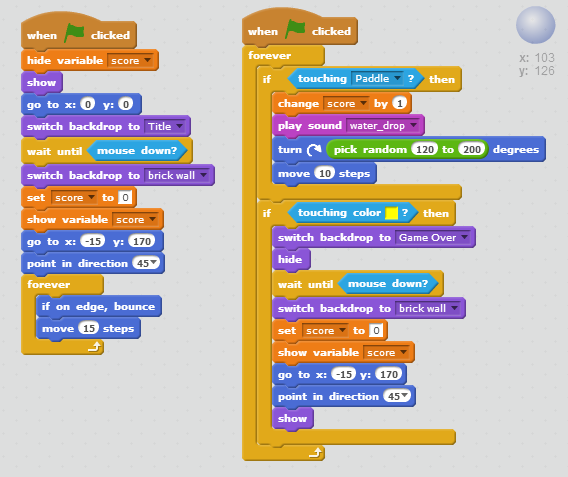 when clicked
hide variable score
show
go to x: 0 y: 0
switch backdrop to Title
wait until mouse down?
switch backdrop to brick wall
set score to 0
show variable score
go to x: -15 y: 170
point in direction 45
forever
if on edge, bounce
move 15 steps
when clicked
forever
if touching Paddle ? then
change score by 1
play sound water_drop
turn pick random 120 to 200 degrees
move 10 steps
if touching color ? then
switch backdrop to Game Over
hide
wait until mouse down?
switch backdrop to brick wall
set score to 0
show variable score
go to x: -15 y: 170
point in direction 45
show
x: 103
y: 126